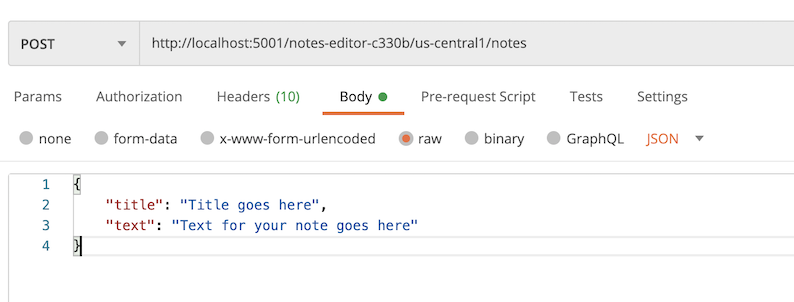 POST http://localhost:5001/notes-editor-c330b/us-central1/notes
Params Authorization Headers (10) Body Pre-request Script Tests Settings
none form-data x-www-form-urlencoded raw binary GraphQL JSON
1 {
2 "title": "Title goes here",
3 "text": "Text for your note goes here"
4 }